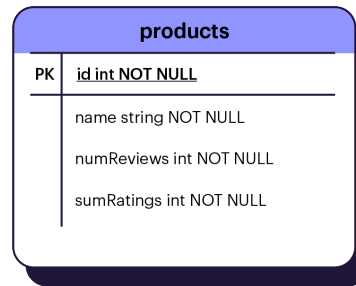 products
PK id int NOT NULL
name string NOT NULL
numReviews int NOT NULL
sumRatings int NOT NULL